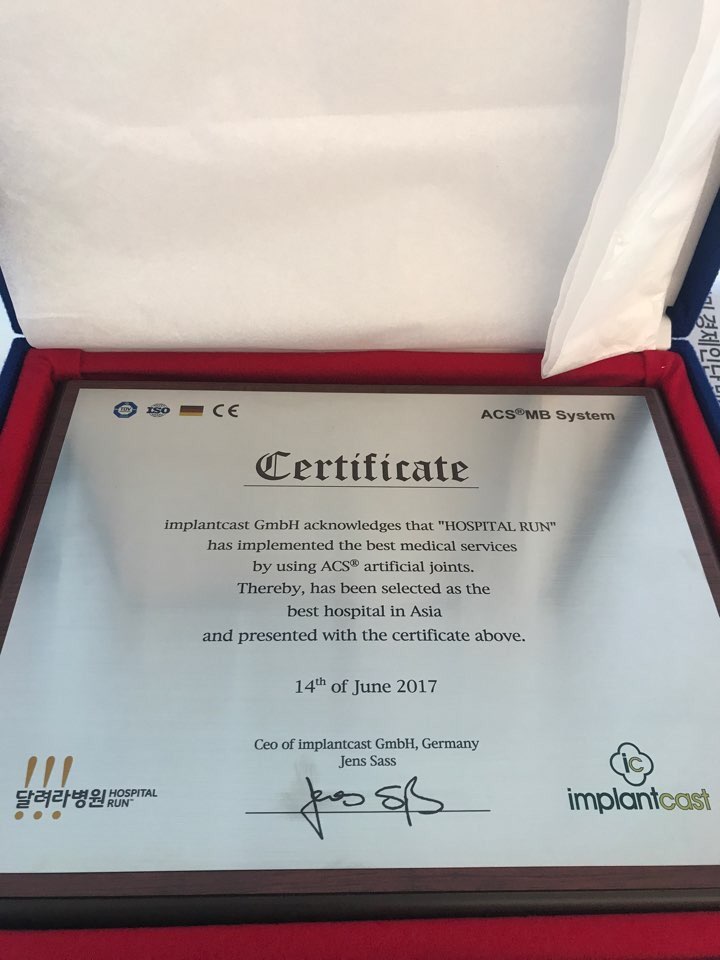 TÜV ISO CE
ACS®MB System
Certificate
implantcast GmbH acknowledges that "HOSPITAL RUN"
has implemented the best medical services
by using ACS® artificial joints.
Thereby, has been selected as the
best hospital in Asia
and presented with the certificate above.
14th of June 2017
Ceo of implantcast GmbH, Germany
Jens Sass
!!!
달려라병원 HOSPITAL
RUN™
ic
implantcast